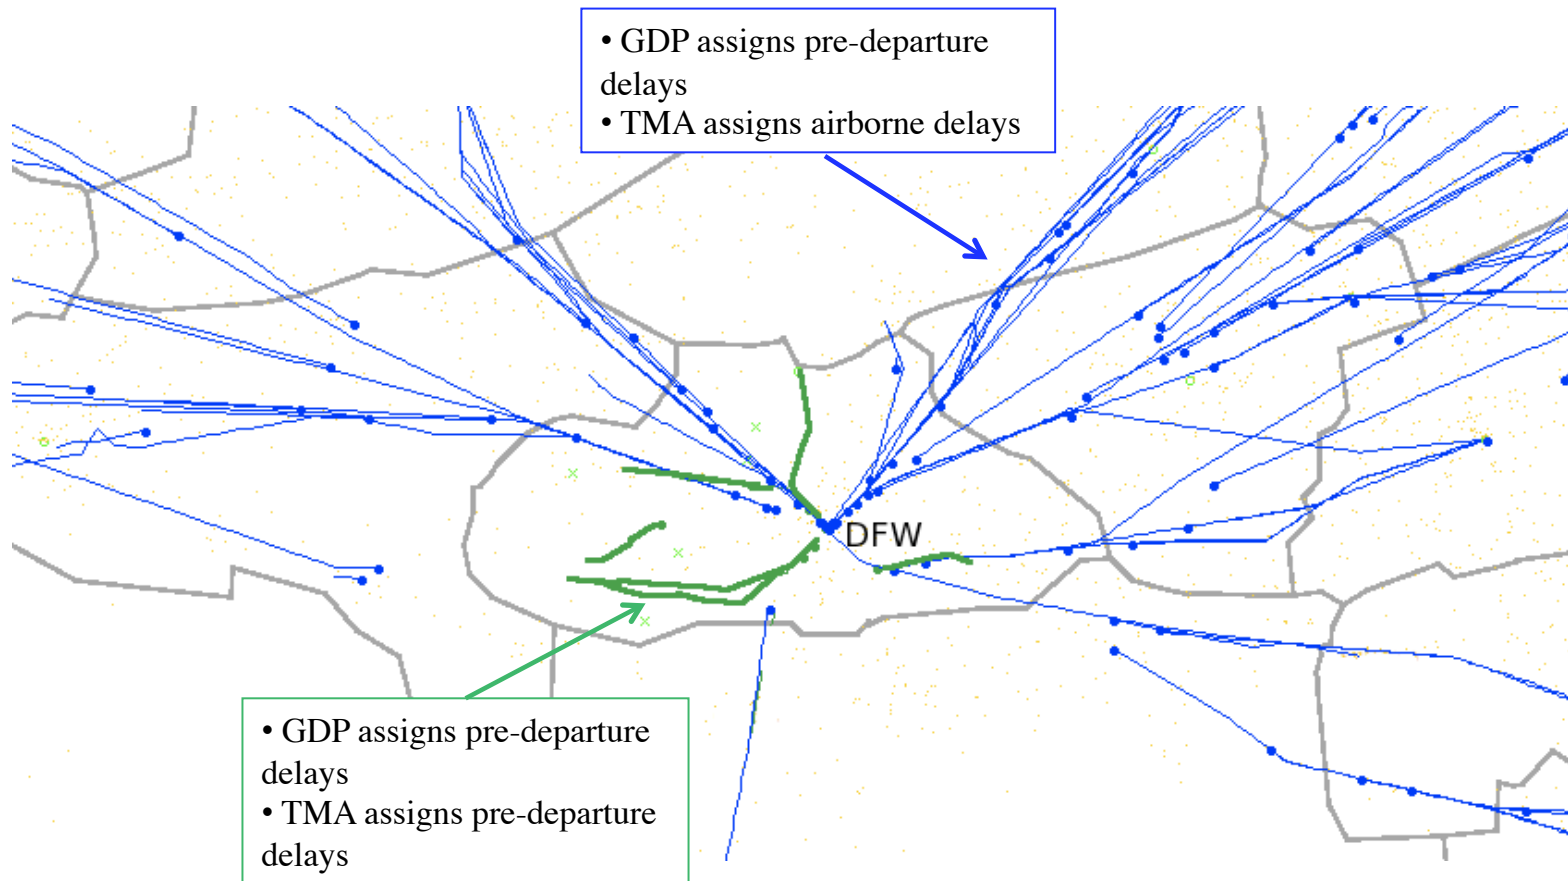 • GDP assigns pre-departure
delays
• TMA assigns airborne delays
DFW
• GDP assigns pre-departure
delays
• TMA assigns pre-departure
delays